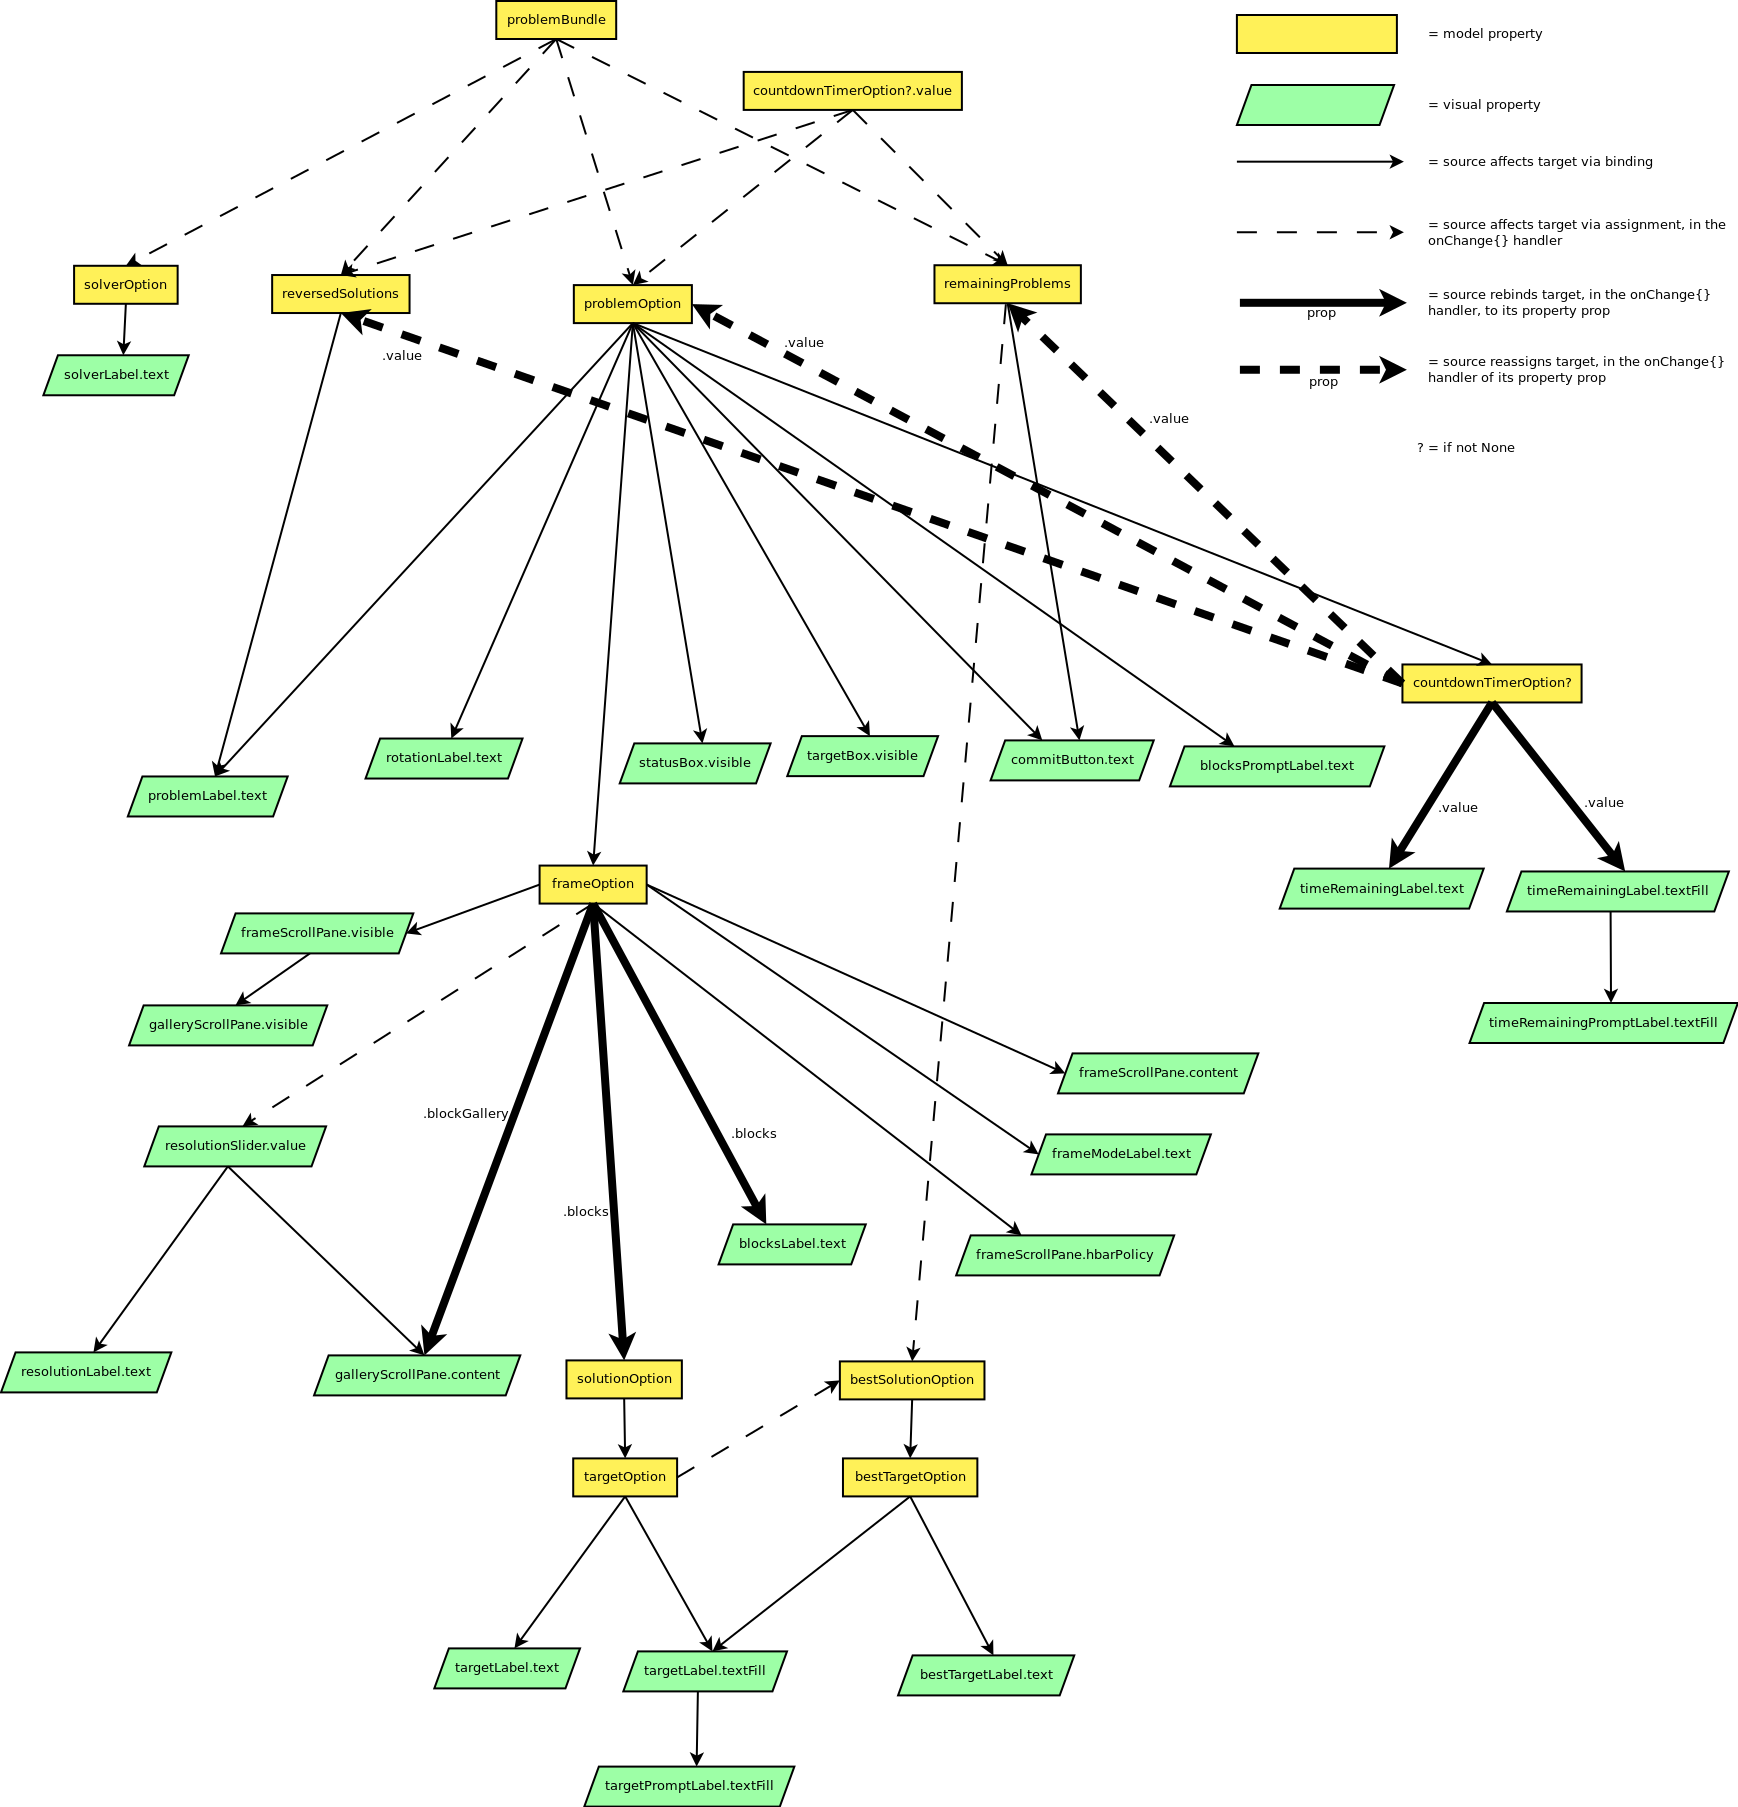 problemBundle
= model property
countdownTimerOption?.value
= visual property
= source affects target via binding
= source affects target via assignment, in the
onChange{} handler
solverOption
reversedSolutions
problemOption
remainingProblems
= source rebinds target, in the onChange{}
handler, to its property prop
prop
.value
.value
= source reassigns target, in the onChange{}
handler of its property prop
prop
solverLabel.text
.value
? = if not None
countdownTimerOption?
rotationLabel.text
statusBox.visible
targetBox.visible
commitButton.text
blocksPromptLabel.text
problemLabel.text
.value
.value
frameOption
timeRemainingLabel.text
timeRemainingLabel.textFill
frameScrollPane.visible
galleryScrollPane.visible
timeRemainingPromptLabel.textFill
frameScrollPane.content
.blockGallery
.blocks
resolutionSlider.value
frameModeLabel.text
.blocks
blocksLabel.text
frameScrollPane.hbarPolicy
resolutionLabel.text
galleryScrollPane.content
solutionOption
bestSolutionOption
targetOption
bestTargetOption
targetLabel.text
targetLabel.textFill
bestTargetLabel.text
targetPromptLabel.textFill